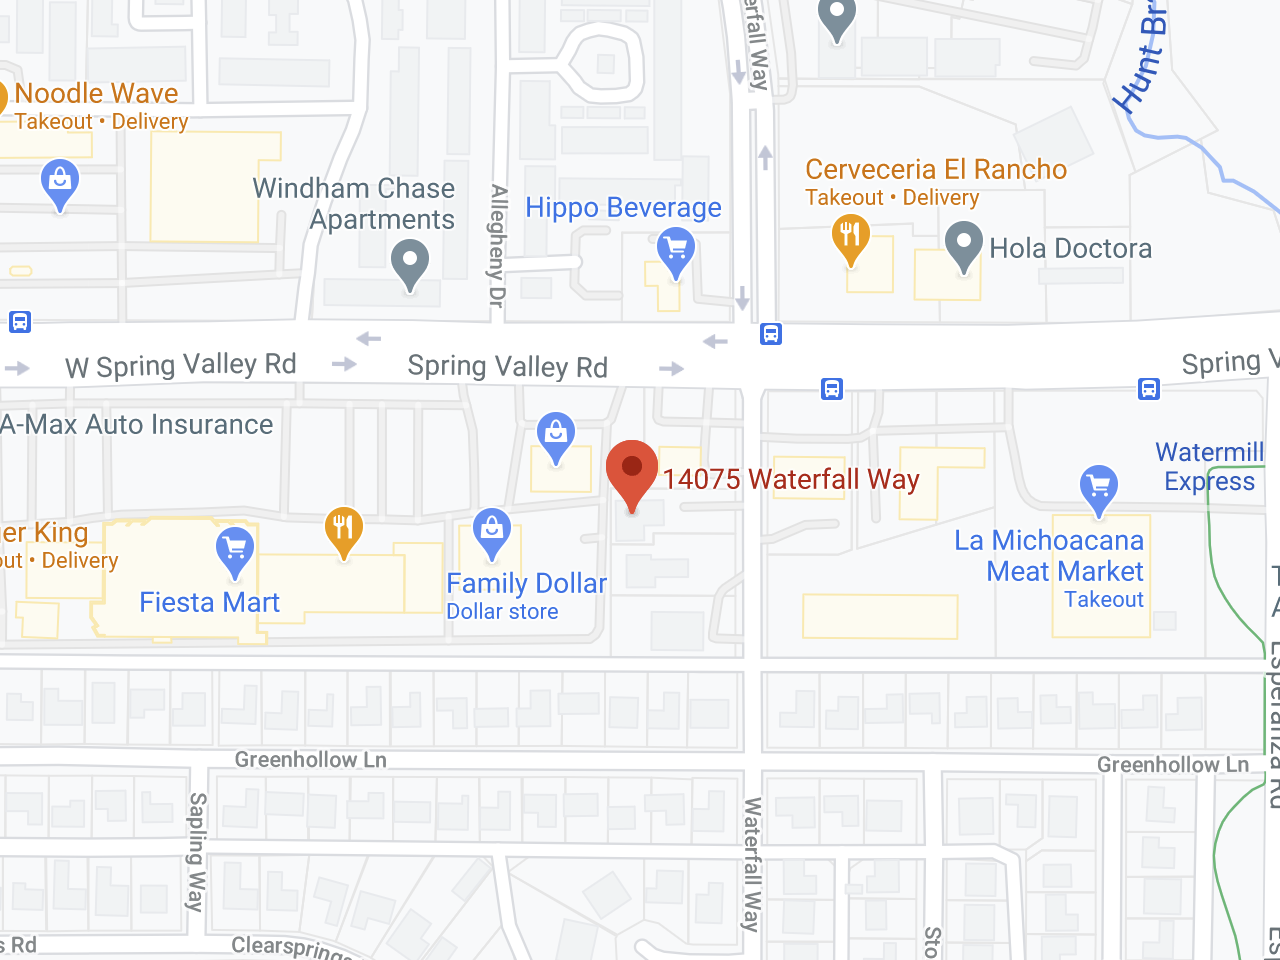 erfall Way
Hunt Br
Noodle Wave
Takeout • Delivery
Cerveceria El Rancho
Takeout • Delivery
Windham Chase
Apartments
Allegheny Dr
Hippo Beverage
Hola Doctora
W Spring Valley Rd
Spring Valley Rd
Spring V
A-Max Auto Insurance
14075 Waterfall Way
Watermill
Express
er King
out • Delivery
La Michoacana
Meat Market
Takeout
Fiesta Mart
Family Dollar
Dollar store
T
A
Esperanza Rd
Greenhollow Ln
Greenhollow Ln
Sapling Way
Waterfall Way
s Rd
Clearsprings
Sto
Esp